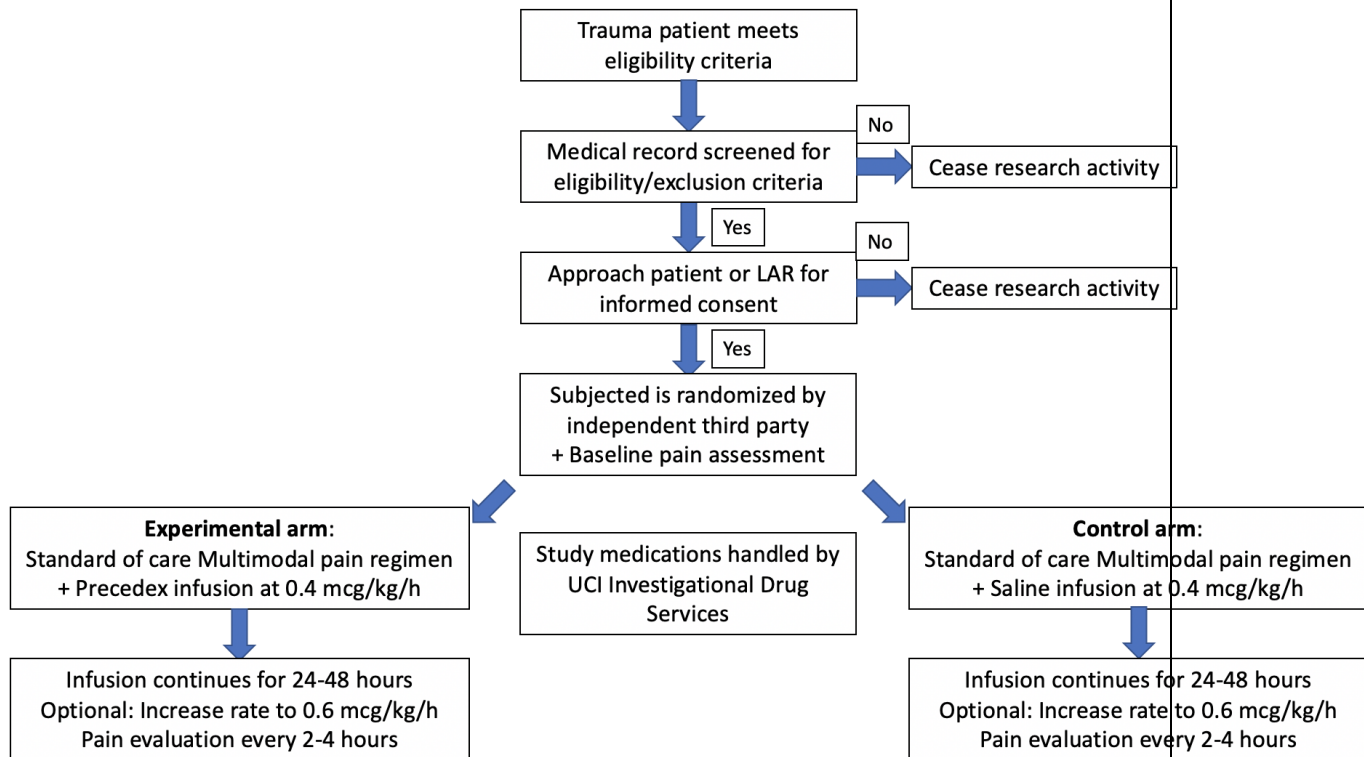 Trauma patient meets
eligibility criteria
No
Medical record screened for
eligibility/exclusion criteria
Cease research activity
Yes
No
Approach patient or LAR for
informed consent
Cease research activity
Yes
Subjected is randomized by
independent third party
+ Baseline pain assessment
Experimental arm:
Standard of care Multimodal pain regimen
+ Precedex infusion at 0.4 mcg/kg/h
Study medications handled by
UCI Investigational Drug
Services
Control arm:
Standard of care Multimodal pain regimen
+ Saline infusion at 0.4 mcg/kg/h
Infusion continues for 24-48 hours
Optional: Increase rate to 0.6 mcg/kg/h
Pain evaluation every 2-4 hours
Infusion continues for 24-48 hours
Optional: Increase rate to 0.6 mcg/kg/h
Pain evaluation every 2-4 hours